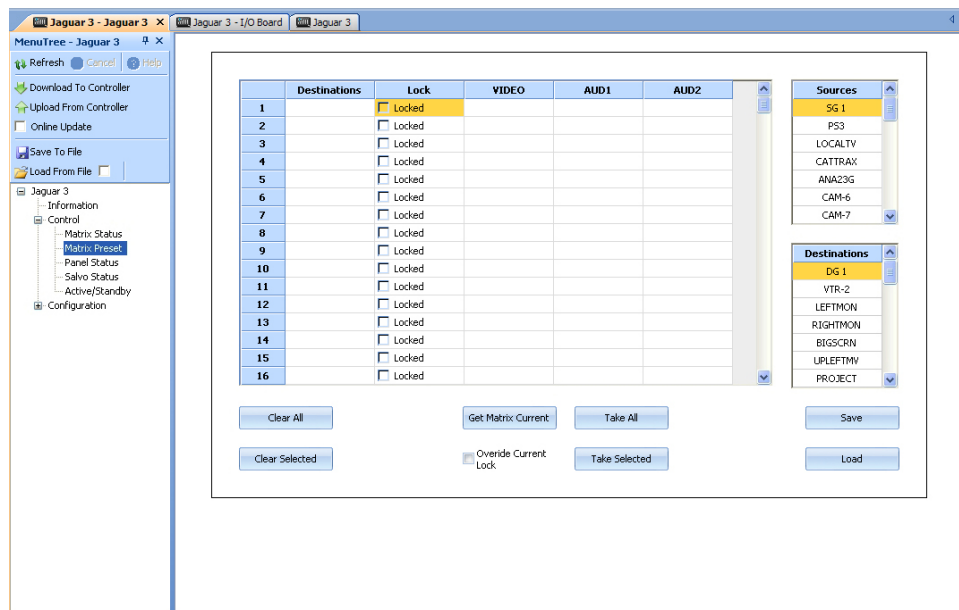 Jaguar 3 - Jaguar 3 X Jaguar 3 - I/O Board Jaguar 3
MenuTree - Jaguar 3
Refresh Cancel Help
Download To Controller
Upload From Controller
Online Update
Save To File
Load From File
Jaguar 3
Information
Control
Matrix Status
Matrix Preset
Panel Status
Salvo Status
Active/Standby
Configuration
Destinations Lock VIDEO AUD1 AUD2
1 Locked
2 Locked
3 Locked
4 Locked
5 Locked
6 Locked
7 Locked
8 Locked
9 Locked
10 Locked
11 Locked
12 Locked
13 Locked
14 Locked
15 Locked
16 Locked
Sources
SG 1
PS3
LOCALTV
CATTRAX
ANA23G
CAM-6
CAM-7
Destinations
DG 1
VTR-2
LEFTMON
RIGHTMON
BIGSCRN
UPLEFTMV
PROJECT
Clear All Get Matrix Current Take All Save
Clear Selected Overide Current
Lock Take Selected Load